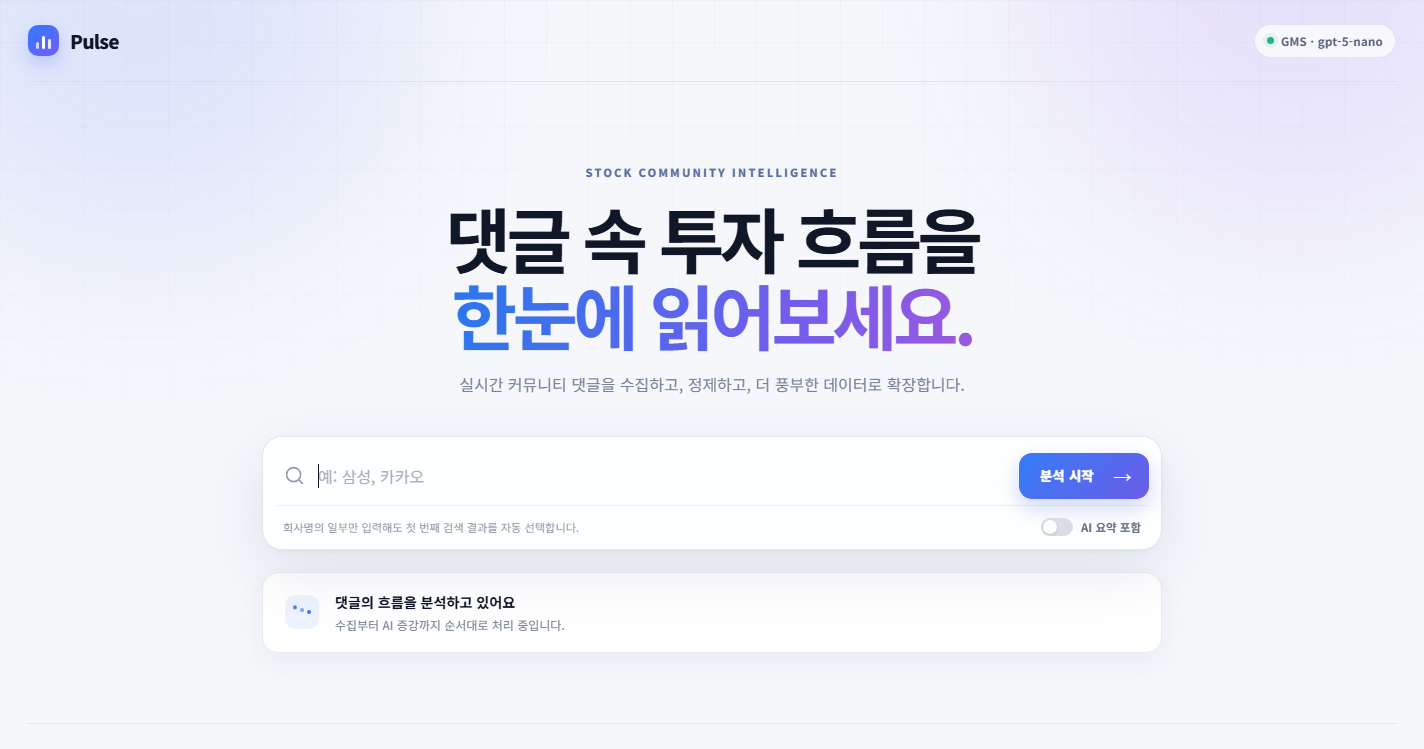 Pulse
GMS · gpt-5-nano
STOCK COMMUNITY INTELLIGENCE
댓글 속 투자 흐름을
한눈에 읽어보세요.
실시간 커뮤니티 댓글을 수집하고, 정제하고, 더 풍부한 데이터로 확장합니다.
예: 삼성, 카카오
분석 시작 →
회사명의 일부만 입력해도 첫 번째 검색 결과를 자동 선택합니다.
AI 요약 포함
댓글의 흐름을 분석하고 있어요
수집부터 AI 증강까지 순서대로 처리 중입니다.